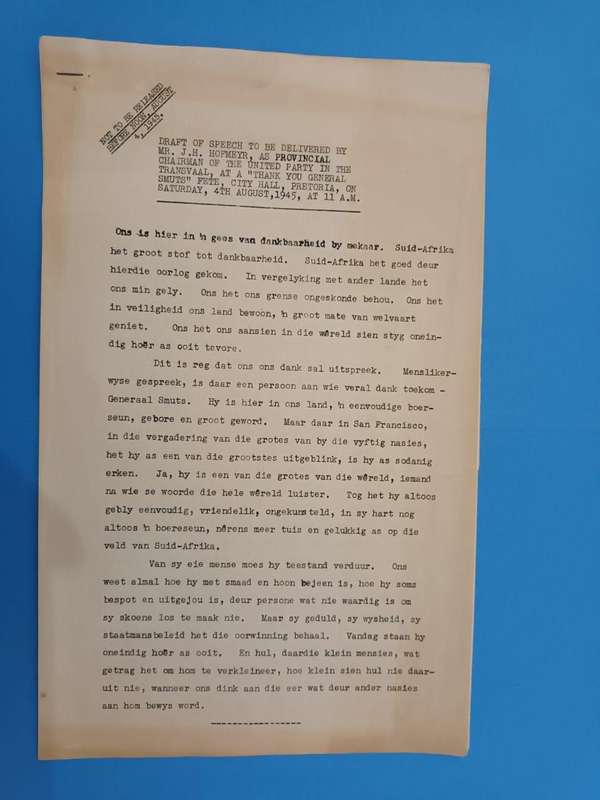 NOT TO BE RELEASED
BEFORE NOON, AUGUST
4, 1945.
DRAFT OF SPEECH TO BE DELIVERED BY
MR. J.H. HOFMEYR, AS PROVINCIAL
CHAIRMAN OF THE UNITED PARTY IN THE
TRANSVAAL, AT A "THANK YOU GENERAL
SMUTS" FETE, CITY HALL, PRETORIA, ON
SATURDAY, 4TH AUGUST,1945, AT 11 A.M.
Ons is hier in 'n gees van dankbaarheid by mekaar. Suid-Afrika
het groot stof tot dankbaarheid. Suid-Afrika het goed deur
hierdie oorlog gekom. In vergelyking met ander lande het
ons min gely. Ons het ons grense ongeskonde behou. Ons het
in veiligheid ons land bewoon, 'n groot mate van welvaart
geniet. Ons het ons aansien in die wêreld sien styg onein-
dig hoër as ooit tevore.
Dit is reg dat ons ons dank sal uitspreek. Mensliker-
wyse gespreek, is daar een persoon aan wie veral dank toekom -
Generaal Smuts. Hy is hier in ons land, 'n eenvoudige boer-
seun, gebore en groot geword. Maar daar in San Francisco,
in die vergadering van die grotes van by die vyftig nasies,
het hy as een van die grootstes uitgeblink, is hy as sodanig
erken. Ja, hy is een van die grotes van die wêreld, iemand
na wie se woorde die hele wêreld luister. Tog het hy altoos
gebly eenvoudig, vriendelik, ongekunsteld, in sy hart nog
altoos 'n boereseun, nêrens meer tuis en gelukkig as op die
veld van Suid-Afrika.
Van sy eie mense moes hy teestand verduur. Ons
weet almal hoe hy met smaad en hoon bejeen is, hoe hy soms
bespot en uitgejou is, deur persone wat nie waardig is om
sy skoene los te maak nie. Maar sy geduld, sy wysheid, sy
staatmansbeleid het die oorwinning behaal. Vandag staan hy
oneindig hoër as ooit. En hul, daardie klein mensies, wat
getrag het om hom te verkleineer, hoe klein sien hul nie daar-
uit nie, wanneer ons dink aan die eer wat deur ander nasies
aan hom bewys word.